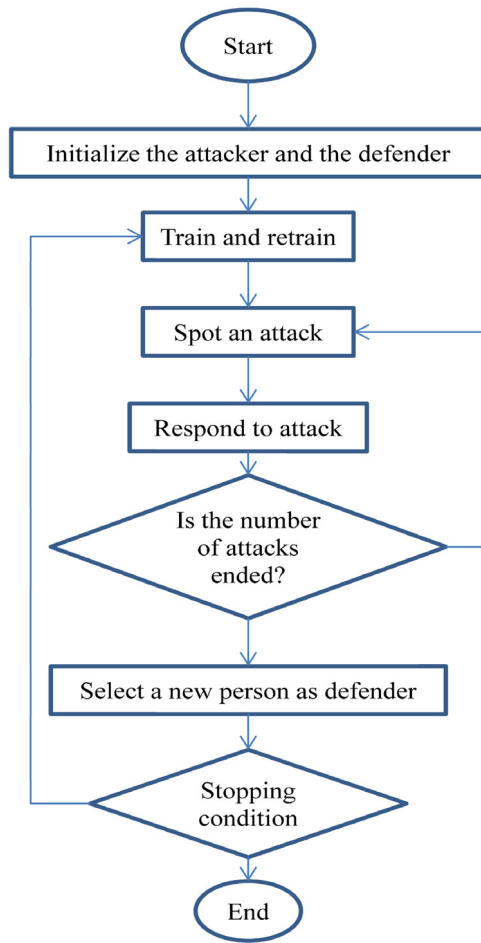 Start
Initialize the attacker and the defender
Train and retrain
Spot an attack
Respond to attack
Is the number
of attacks
ended?
Select a new person as defender
Stopping
condition
End